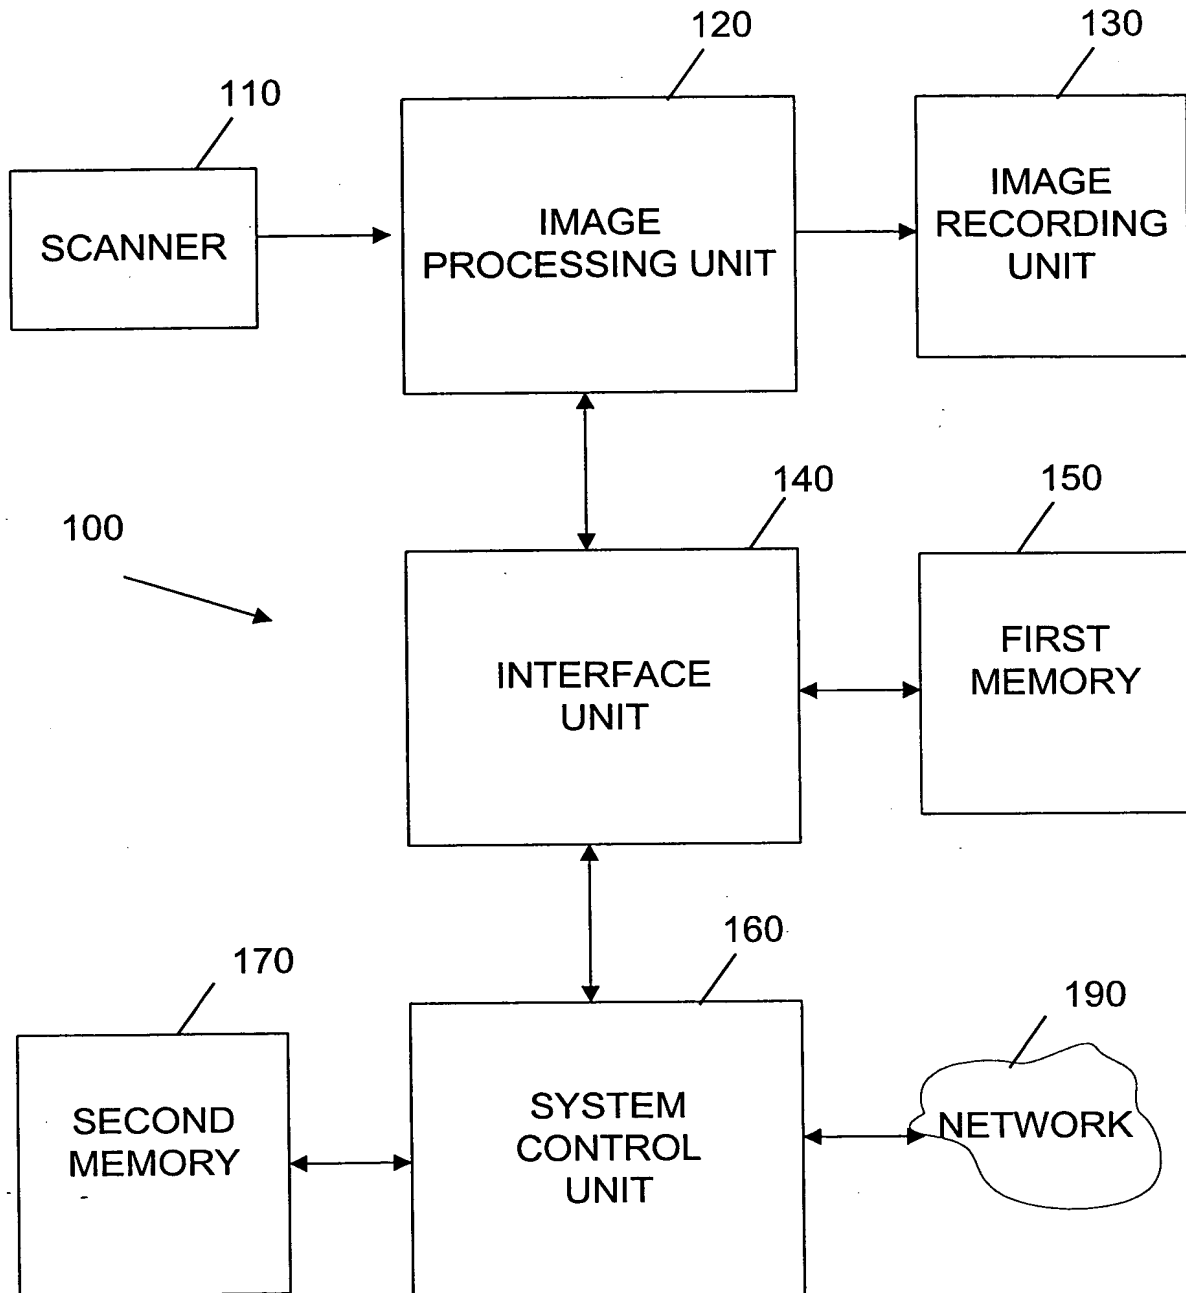 120
130
110
SCANNER
IMAGE
PROCESSING UNIT
IMAGE
RECORDING
UNIT
140
150
100
INTERFACE
UNIT
FIRST
MEMORY
160
170
190
SECOND
MEMORY
SYSTEM
CONTROL
UNIT
NETWORK